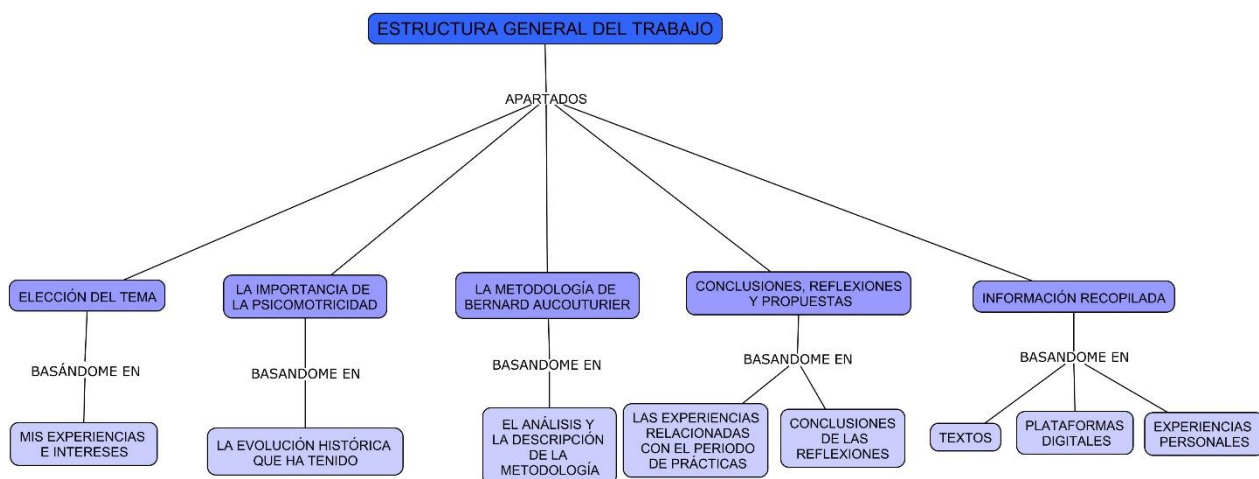 ESTRUCTURA GENERAL DEL TRABAJO
APARTADOS
ELECCIÓN DEL TEMA
LA IMPORTANCIA DE
LA PSICOMOTRICIDAD
LA METODOLOGÍA DE
BERNARD AUCOUTURIER
CONCLUSIONES, REFLEXIONES
Y PROPUESTAS
INFORMACIÓN RECOPILADA
BASÁNDOME EN
BASANDOME EN
BASANDOME EN
BASANDOME EN
BASANDOME EN
MIS EXPERIENCIAS
E INTERESES
LA EVOLUCIÓN HISTÓRICA
QUE HA TENIDO
EL ANÁLISIS Y
LA DESCRIPCIÓN
DE LA
METODOLOGÍA
LAS EXPERIENCIAS
RELACIONADAS
CON EL PERIODO
DE PRÁCTICAS
CONCLUSIONES
DE LAS
REFLEXIONES
TEXTOS
PLATAFORMAS
DIGITALES
EXPERIENCIAS
PERSONALES